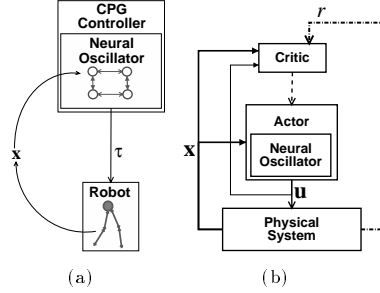 CPG
Controller
Neural
Oscillator
x
τ
Robot
(a)
r
Critic
Actor
Neural
Oscillator
x
u
Physical
System
(b)